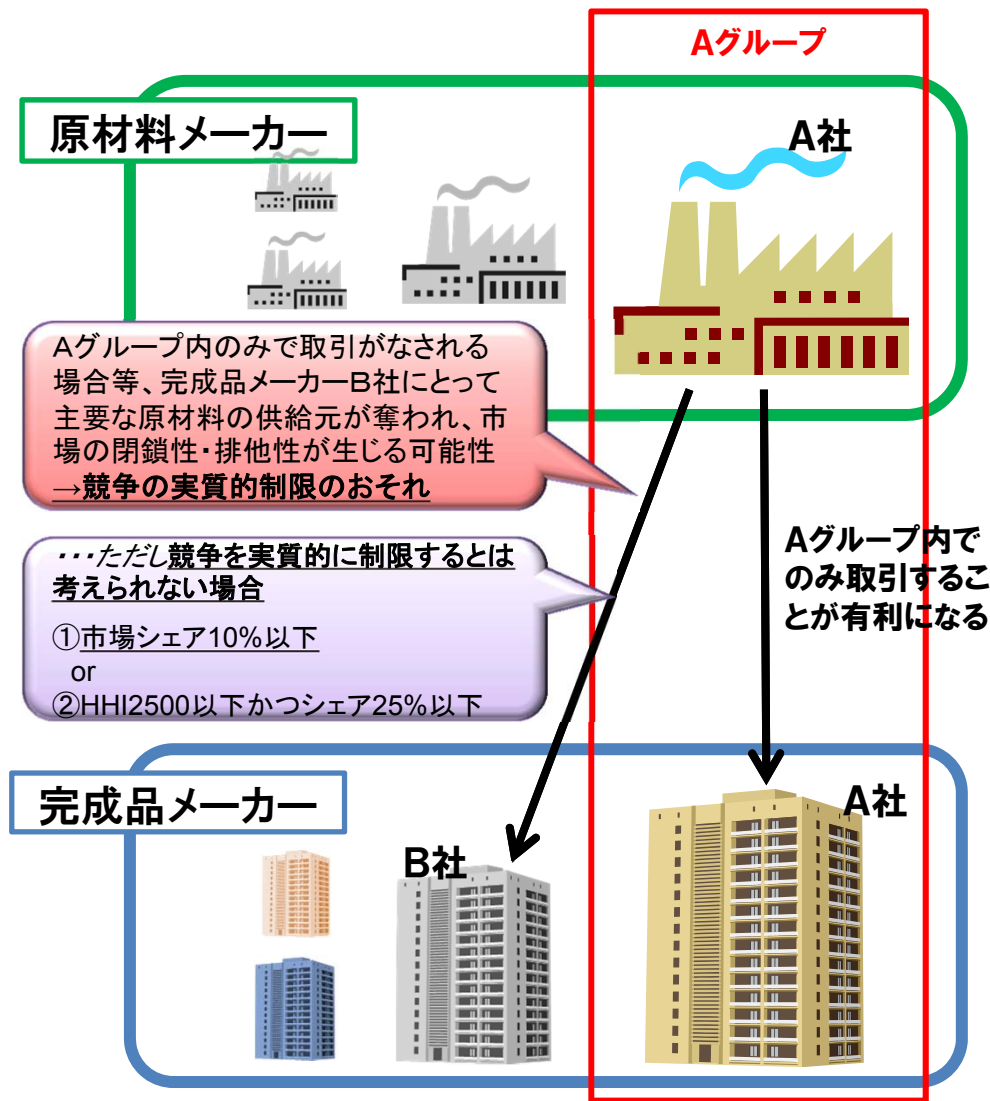 Aグループ
原材料メーカー
A社
Aグループ内のみで取引がなされる
場合等、完成品メーカーB社にとって
主要な原材料の供給元が奪われ、市
場の閉鎖性・排他性が生じる可能性
→競争の実質的制限のおそれ
・・・ただし競争を実質的に制限するとは
考えられない場合
①市場シェア10%以下
or
②HHI2500以下かつシェア25%以下
Aグループ内で
のみ取引するこ
とが有利になる
完成品メーカー
A社
B社